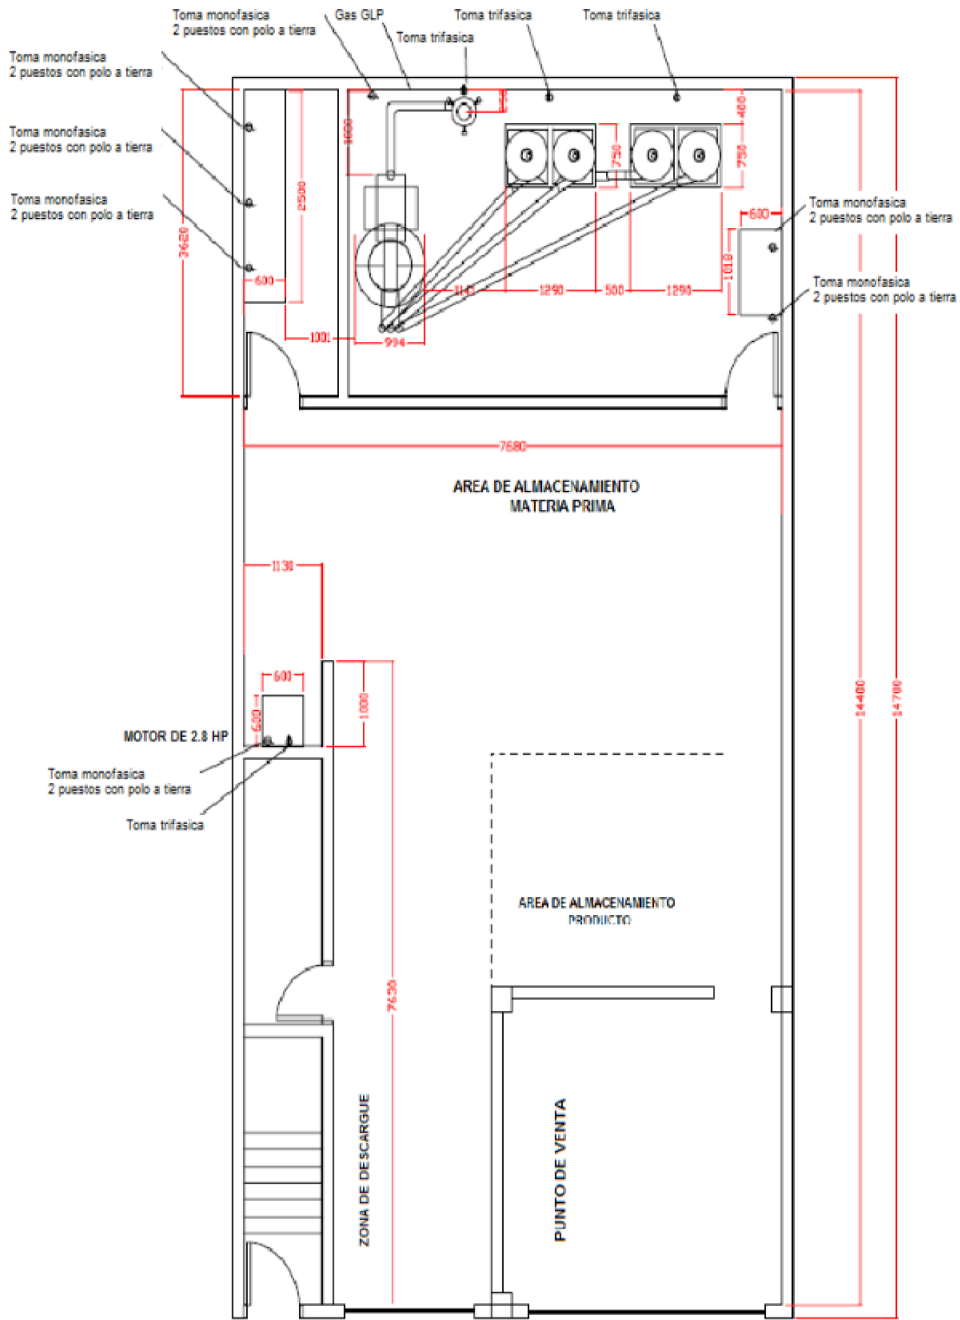 Toma monofasica
2 puestos con polo a tierra
Gas GLP
Toma trifasica
Toma trifasica
Toma trifasica
Toma monofasica
2 puestos con polo a tierra
Toma monofasica
2 puestos con polo a tierra
Toma monofasica
2 puestos con polo a tierra
250
400
1000
750
750
2500
3620
600
Toma monofasica
2 puestos con polo a tierra
1018
600
1290
500
1290
Toma monofasica
2 puestos con polo a tierra
1001
994
7680
AREA DE ALMACENAMIENTO
MATERIA PRIMA
1130
600
600
1000
14400
14700
MOTOR DE 2.8 HP
Toma monofasica
2 puestos con polo a tierra
Toma trifasica
AREA DE ALMACENAMIENTO
PRODUCTO
7630
ZONA DE DESCARGUE
PUNTO DE VENTA